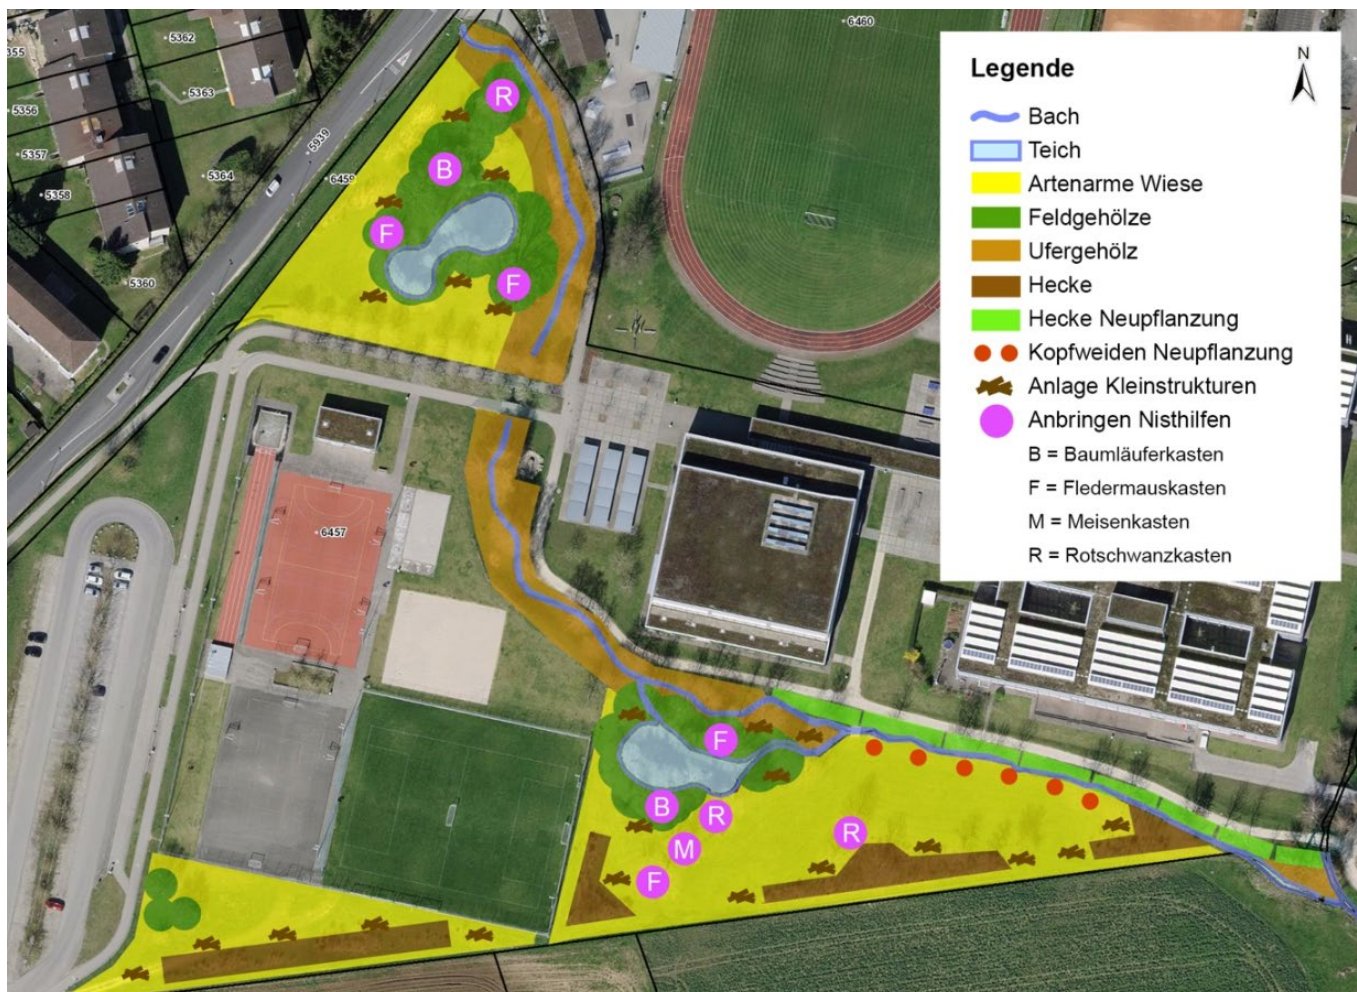 5362
6460
5355
N
Legende
5363
5356
Bach
5939
Teich
5357
5364
6459
Artenarme Wiese
5358
Feldgehölze
Ufergehölz
5360
Hecke
Hecke Neupflanzung
Kopfweiden Neupflanzung
Anlage Kleinstrukturen
Anbringen Nisthilfen
B = Baumläuferkasten
F = Fledermauskasten
M = Meisenkasten
R = Rotschwanzkasten
R
B
F
F
6457
F
B
R
R
M
F